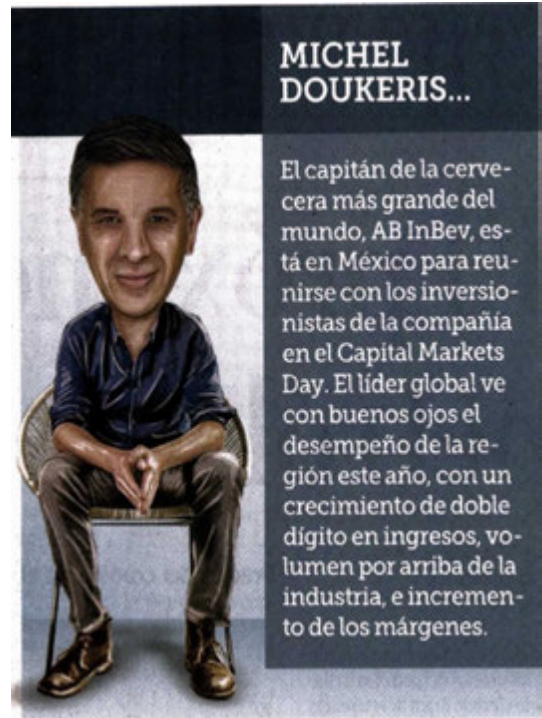 MICHEL
DOUKERIS...
El capitán de la cerve-
cera más grande del
mundo, AB InBev, es-
tá en México para reu-
nirse con los inversio-
nistas de la compañía
en el Capital Markets
Day. El líder global ve
con buenos ojos el
desempeño de la re-
gión este año, con un
crecimiento de doble
dígito en ingresos, vo-
lumen por arriba de la
industria, e incremen-
to de los márgenes.